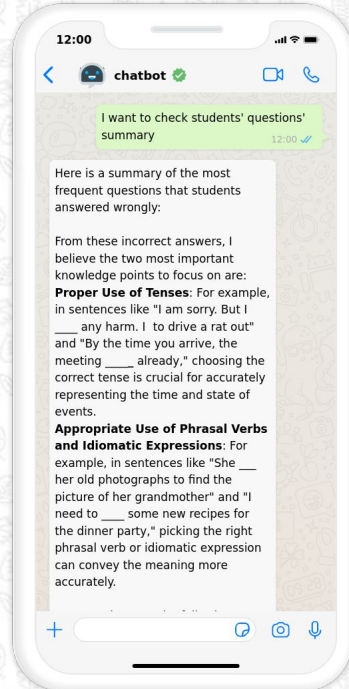 12:00
chatbot
I want to check students' questions'
summary
12:00
Here is a summary of the most
frequent questions that students
answered wrongly:
From these incorrect answers, I
believe the two most important
knowledge points to focus on are:
Proper Use of Tenses: For example,
in sentences like "I am sorry. But I
____ any harm. I  to drive a rat out"
and "By the time you arrive, the
meeting _____ already," choosing the
correct tense is crucial for accurately
representing the time and state of
events.
Appropriate Use of Phrasal Verbs
and Idiomatic Expressions: For
example, in sentences like "She ___
her old photographs to find the
picture of her grandmother" and "I
need to ____ some new recipes for
the dinner party," picking the right
phrasal verb or idiomatic expression
can convey the meaning more
accurately.